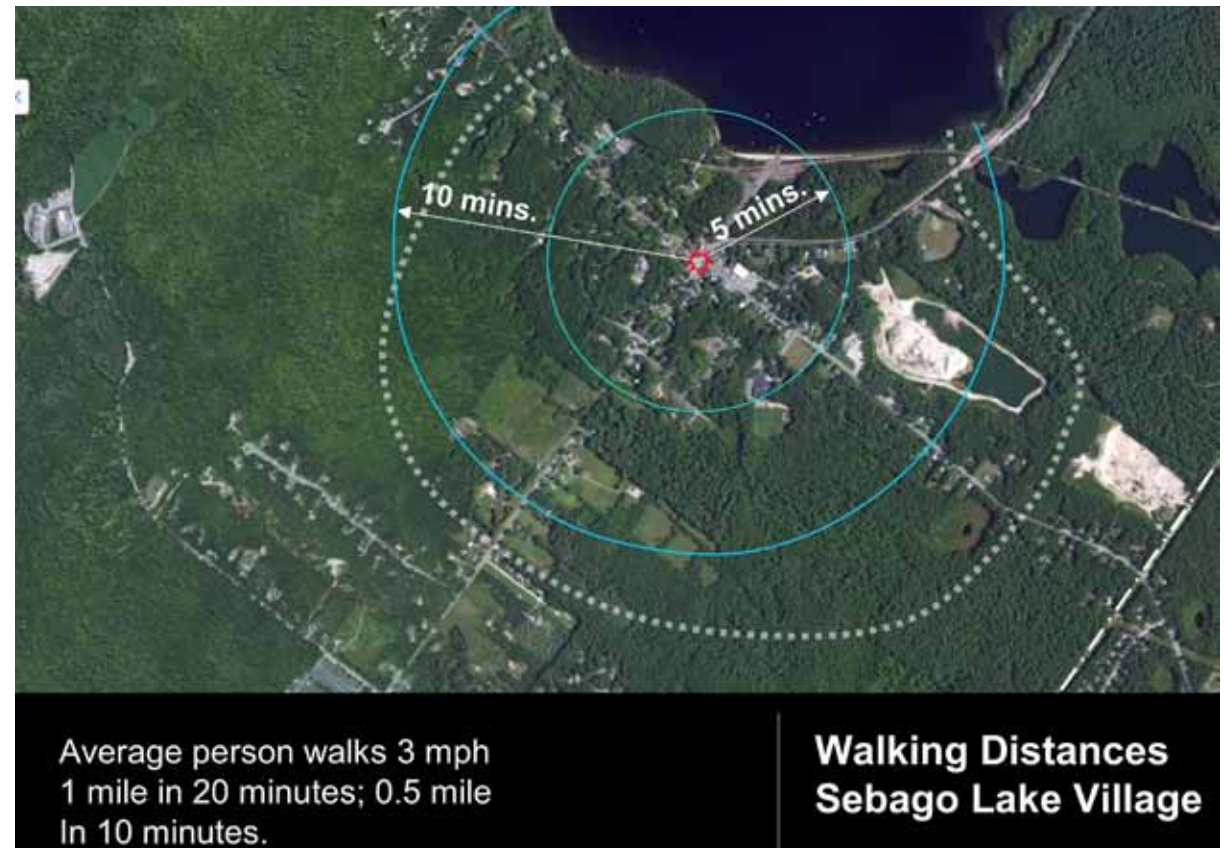 10 mins.
5 mins.
Average person walks 3 mph
1 mile in 20 minutes; 0.5 mile
In 10 minutes.
Walking Distances
Sebago Lake Village